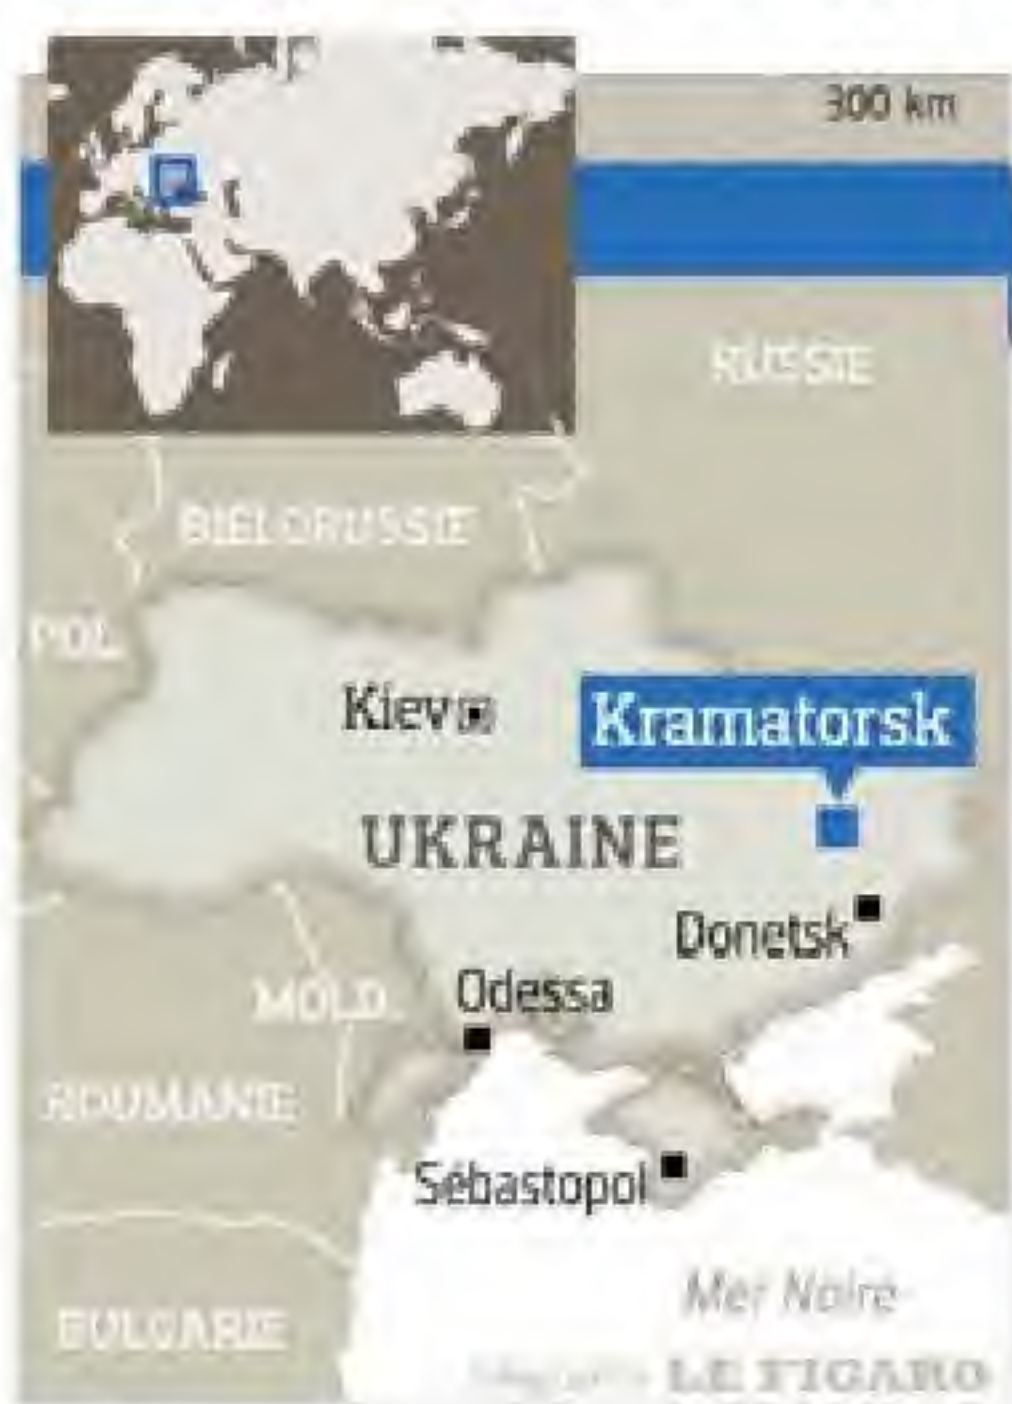 300 km
RUSSIE
BIELORUSSIE
POL.
Kiev
Kramatorsk
UKRAINE
Donetsk
Odessa
MOLD.
ROUMANIE
Sébastopol
Mer Noire
BULGARIE
LE FIGARO